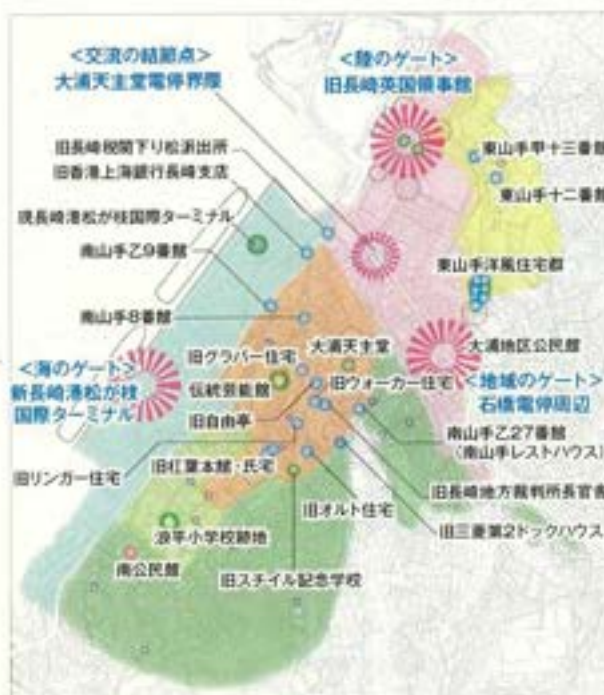 <交流の結節点>
大浦天主堂電停界隈
<陸のゲート>
旧長崎英国領事館
旧長崎税関下り松派出所
旧香港上海銀行長崎支店
現長崎港松が枝国際ターミナル
南山手乙9番館
南山手8番館
東山手甲十三番館
東山手十二番館
東山手洋風住宅群
大浦地区公民館
<海のゲート>
新長崎港松が枝
国際ターミナル
旧グラバー住宅
大浦天主堂
伝統芸能館
旧ウォーカー住宅
<地域のゲート>
石橋電停周辺
旧自由亭
南山手乙27番館
(南山手レストハウス)
旧リンガー住宅
旧杠葉本館・氏宅
旧長崎地方裁判所長官舎
旧オルト住宅
旧三菱第2ドックハウス
浪平小学校跡地
南公民館
旧スチイル記念学校